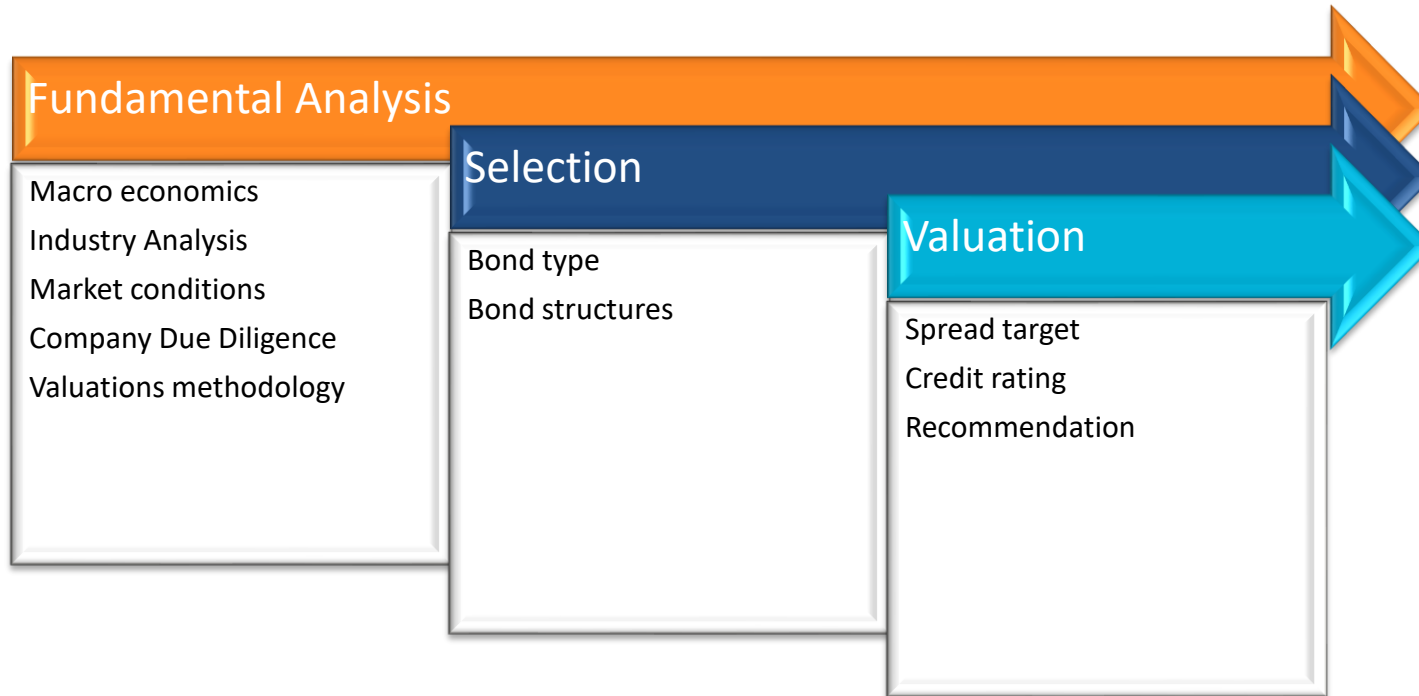 Fundamental Analysis
Macro economics
Industry Analysis
Market conditions
Company Due Diligence
Valuations methodology
Selection
Bond type
Bond structures
Valuation
Spread target
Credit rating
Recommendation